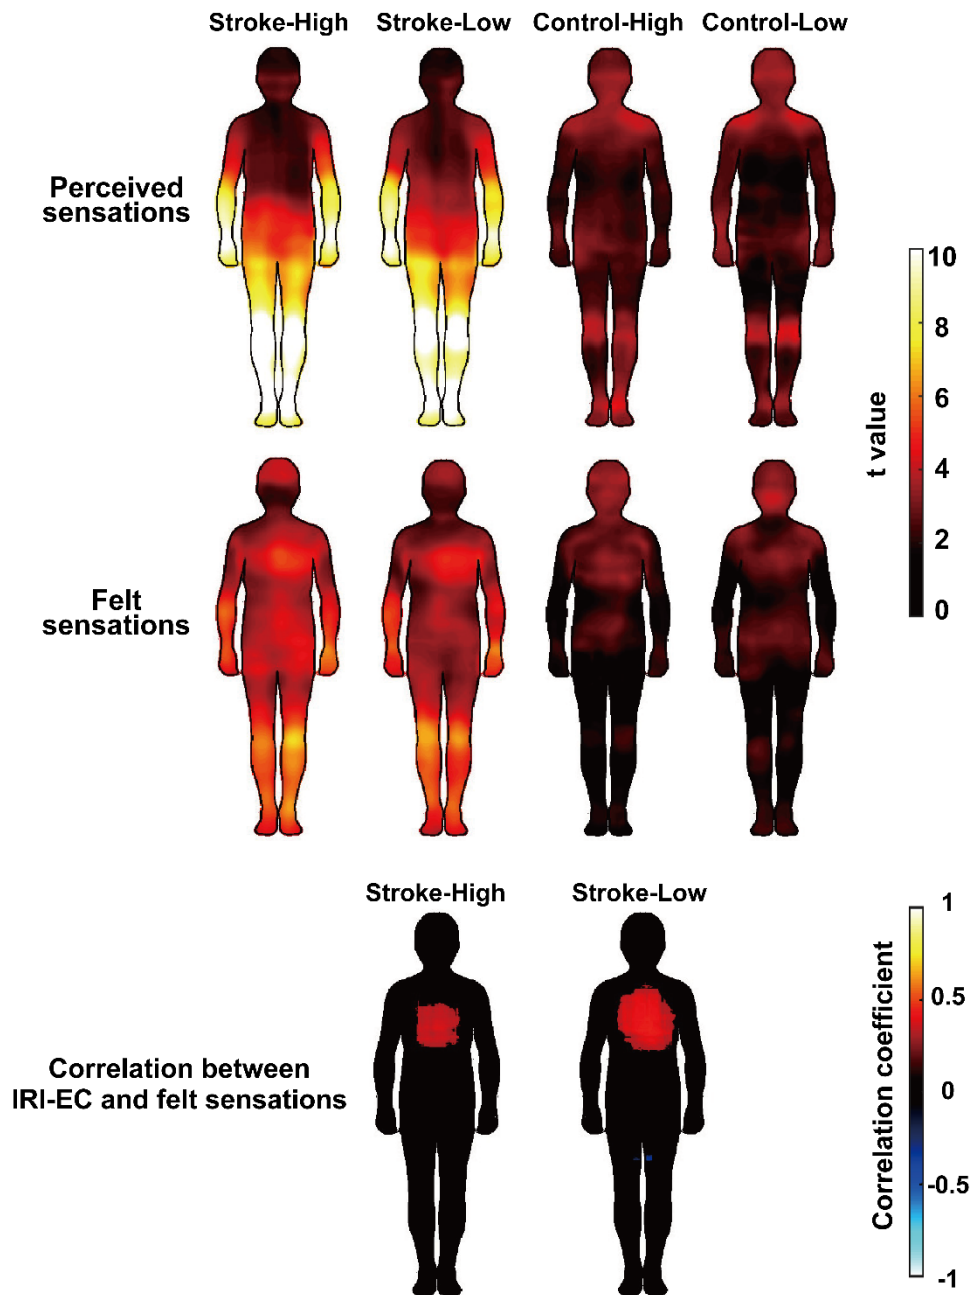 Stroke-High Stroke-Low Control-High Control-Low
Perceived
sensations
10
8
6
4
2
0
t value
Felt
sensations
Stroke-High Stroke-Low
Correlation between
IRI-EC and felt sensations
1
0.5
0
-0.5
-1
Correlation coefficient